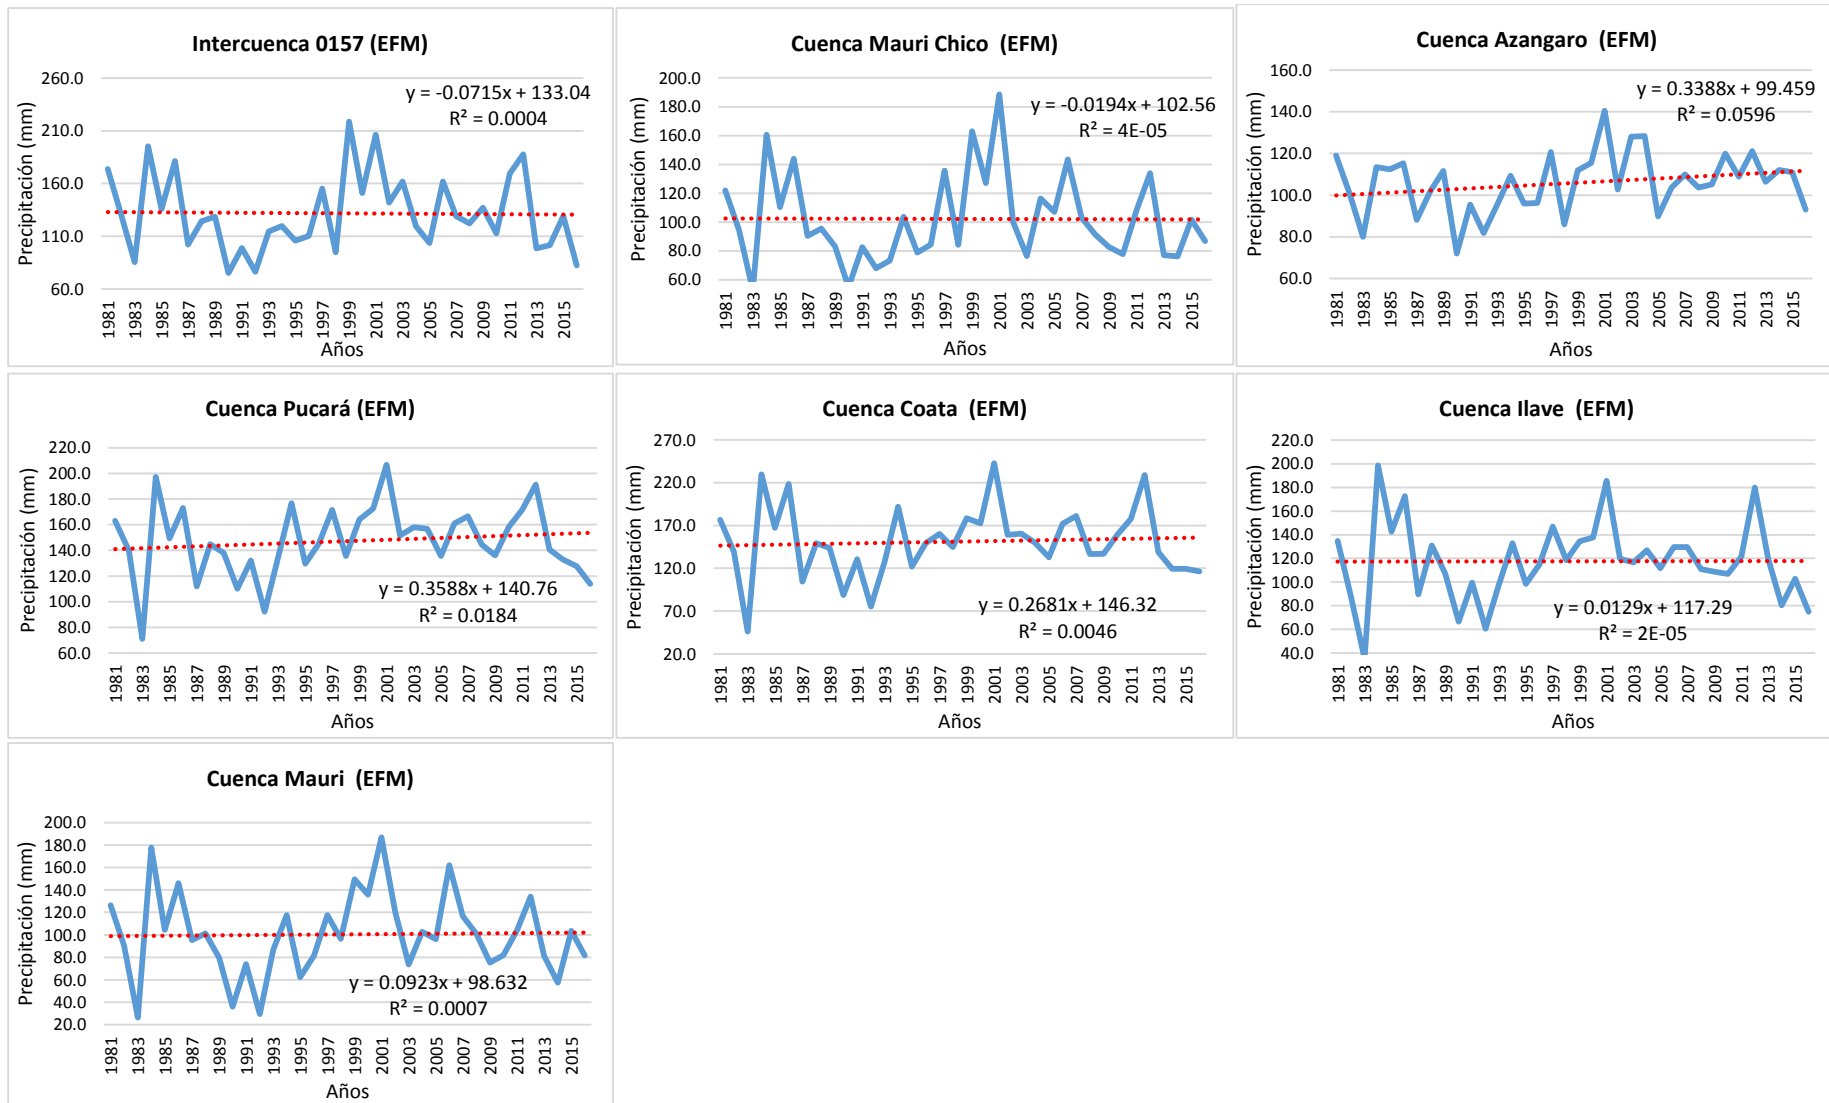 Intercuenca 0157 (EFM)
Precipitación (mm)
260.0
210.0
160.0
110.0
60.0
y = -0.0715x + 133.04
R² = 0.0004
1981 1983 1985 1987 1989 1991 1993 1995 1997 1999 2001 2003 2005 2007 2009 2011 2013 2015
Años
Cuenca Mauri Chico (EFM)
Precipitación (mm)
200.0
180.0
160.0
140.0
120.0
100.0
80.0
60.0
y = -0.0194x + 102.56
R² = 4E-05
1981 1983 1985 1987 1989 1991 1993 1995 1997 1999 2001 2003 2005 2007 2009 2011 2013 2015
Años
Cuenca Azangaro (EFM)
Precipitación (mm)
160.0
140.0
120.0
100.0
80.0
60.0
y = 0.3388x + 99.459
R² = 0.0596
1981 1983 1985 1987 1989 1991 1993 1995 1997 1999 2001 2003 2005 2007 2009 2011 2013 2015
Años
Cuenca Pucará (EFM)
Precipitación (mm)
220.0
200.0
180.0
160.0
140.0
120.0
100.0
80.0
60.0
y = 0.3588x + 140.76
R² = 0.0184
1981 1983 1985 1987 1989 1991 1993 1995 1997 1999 2001 2003 2005 2007 2009 2011 2013 2015
Años
Cuenca Coata (EFM)
Precipitación (mm)
270.0
220.0
170.0
120.0
70.0
20.0
y = 0.2681x + 146.32
R² = 0.0046
1981 1983 1985 1987 1989 1991 1993 1995 1997 1999 2001 2003 2005 2007 2009 2011 2013 2015
Años
Cuenca Ilave (EFM)
Precipitación (mm)
220.0
200.0
180.0
160.0
140.0
120.0
100.0
80.0
60.0
40.0
y = 0.0129x + 117.29
R² = 2E-05
1981 1983 1985 1987 1989 1991 1993 1995 1997 1999 2001 2003 2005 2007 2009 2011 2013 2015
Años
Cuenca Mauri (EFM)
Precipitación (mm)
200.0
180.0
160.0
140.0
120.0
100.0
80.0
60.0
40.0
20.0
y = 0.0923x + 98.632
R² = 0.0007
1981 1983 1985 1987 1989 1991 1993 1995 1997 1999 2001 2003 2005 2007 2009 2011 2013 2015
Años